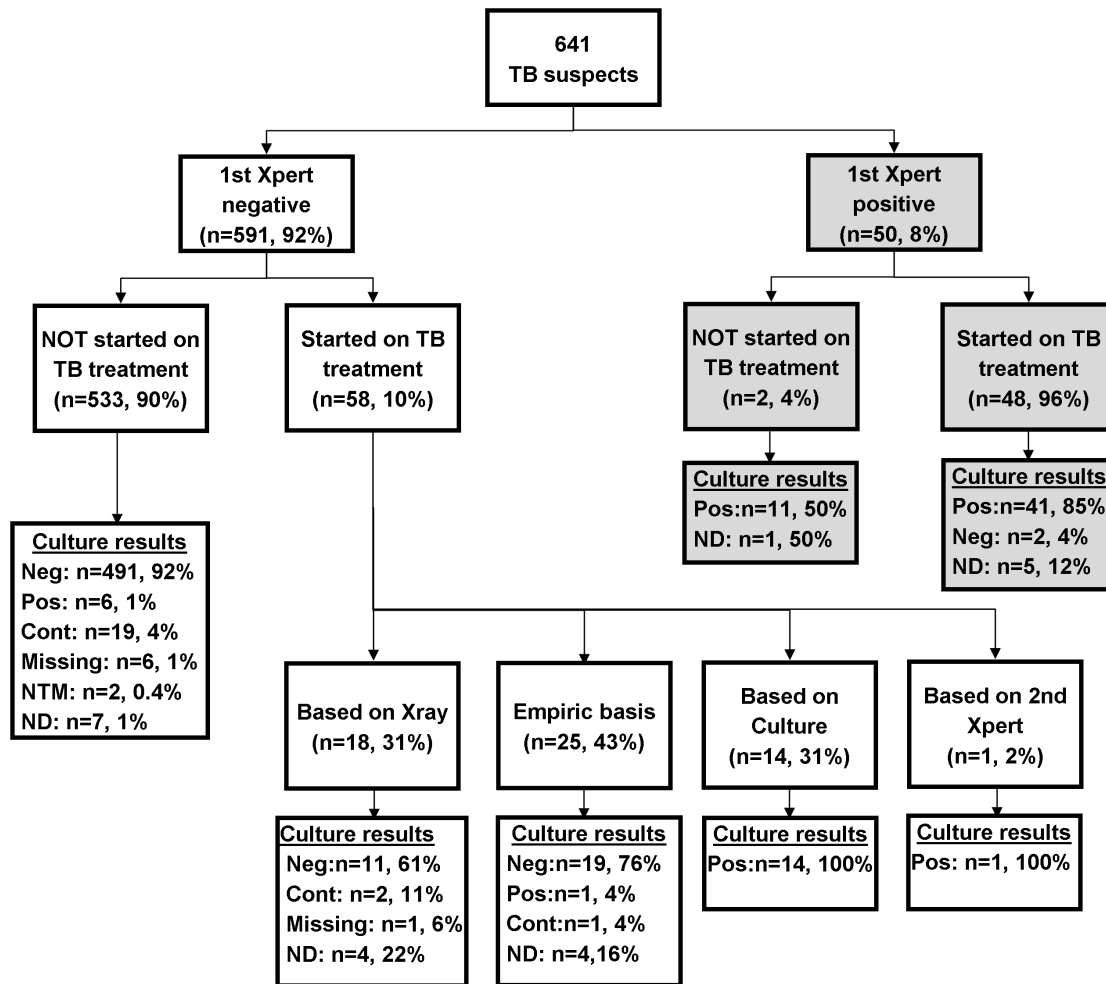 641
TB suspects
1st Xpert
negative
(n=591, 92%)
1st Xpert
positive
(n=50, 8%)
NOT started on
TB treatment
(n=533, 90%)
Started on TB
treatment
(n=58, 10%)
NOT started on
TB treatment
(n=2, 4%)
Started on TB
treatment
(n=48, 96%)
Culture results
Neg: n=491, 92%
Pos: n=6, 1%
Cont: n=19, 4%
Missing: n=6, 1%
NTM: n=2, 0.4%
ND: n=7, 1%
Culture results
Pos:n=11, 50%
ND: n=1, 50%
Culture results
Pos:n=41, 85%
Neg: n=2, 4%
ND: n=5, 12%
Based on Xray
(n=18, 31%)
Empiric basis
(n=25, 43%)
Based on
Culture
(n=14, 31%)
Based on 2nd
Xpert
(n=1, 2%)
Culture results
Neg:n=11, 61%
Cont: n=2, 11%
Missing: n=1, 6%
ND: n=4, 22%
Culture results
Neg:n=19, 76%
Pos:n=1, 4%
Cont:n=1, 4%
ND: n=4,16%
Culture results
Pos:n=14, 100%
Culture results
Pos: n=1, 100%